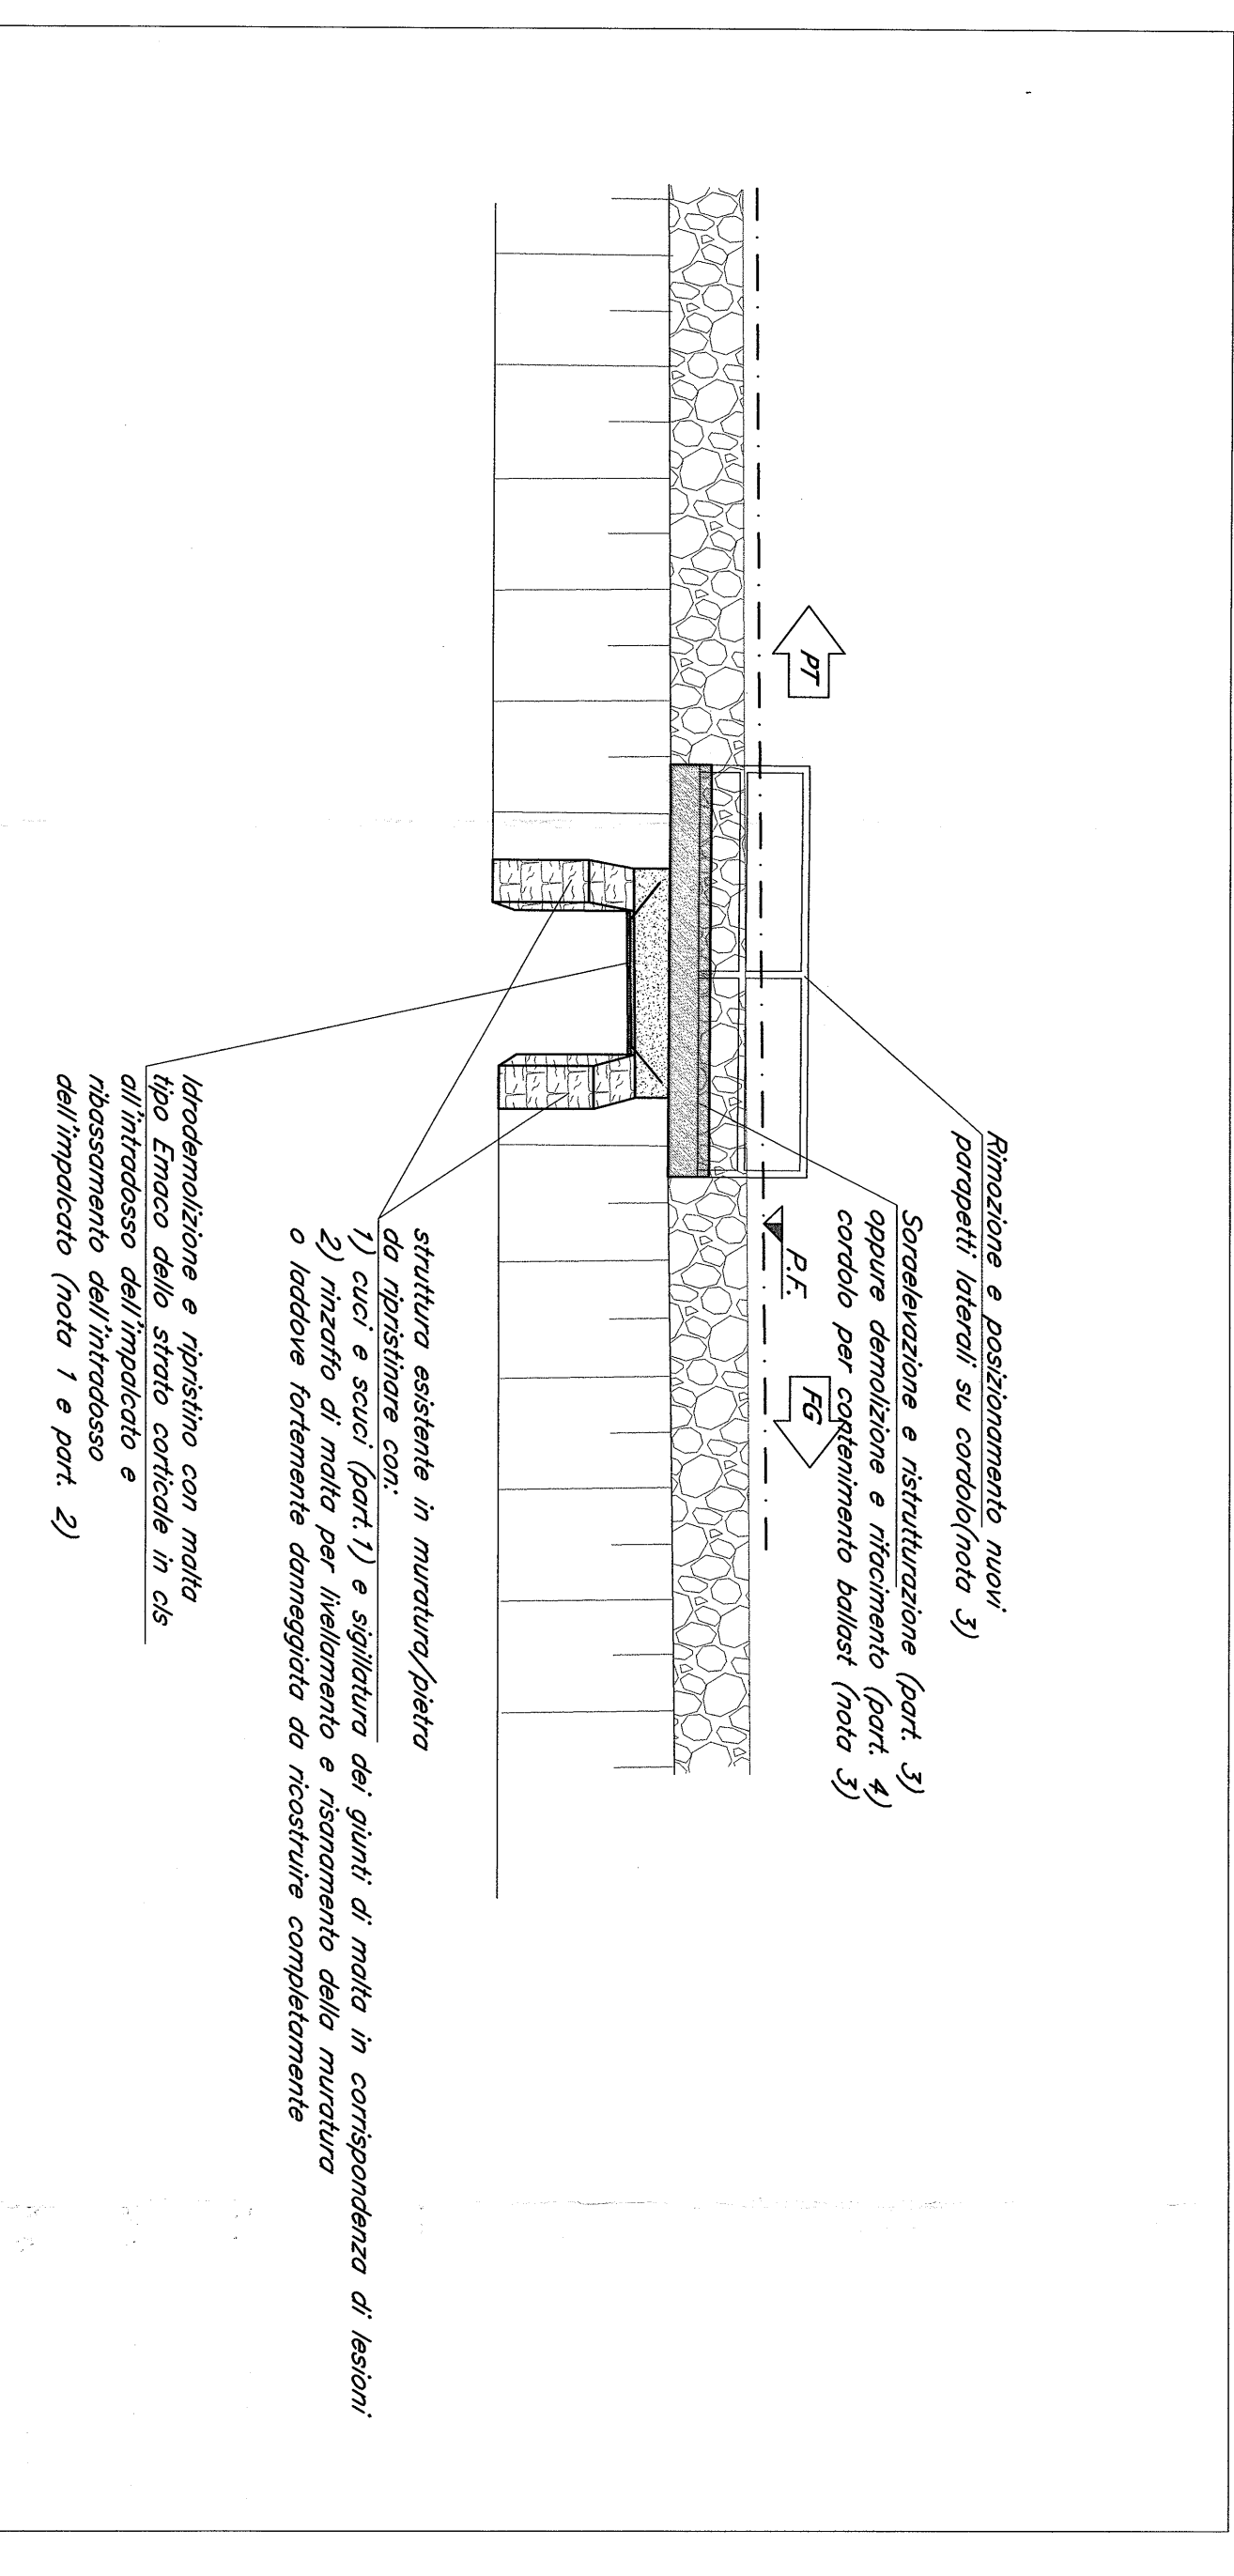 Rimozione e posizionamento nuovi
parapetti laterali su cordolo(nota 3)
Soraelevazione e ristrutturazione (part. 3)
oppure demolizione e rifacimento (part. 4)
cordolo per contenimento ballast (nota 3)
PT
P.F.
FG
struttura esistente in muratura/pietra
da ripristinare con:
1) cuci e scuci (part.1) e sigillatura dei giunti di malta in corrispondenza di lesioni
2) rinzaffo di malta per livellamento e risanamento della muratura
o laddove fortemente danneggiata da ricostruire completamente
Idrodemolizione e ripristino con malta
tipo Emaco dello strato corticale in cls
all'intradosso dell'impalcato e
ribassamento dell'intradosso
dell'impalcato (nota 1 e part. 2)